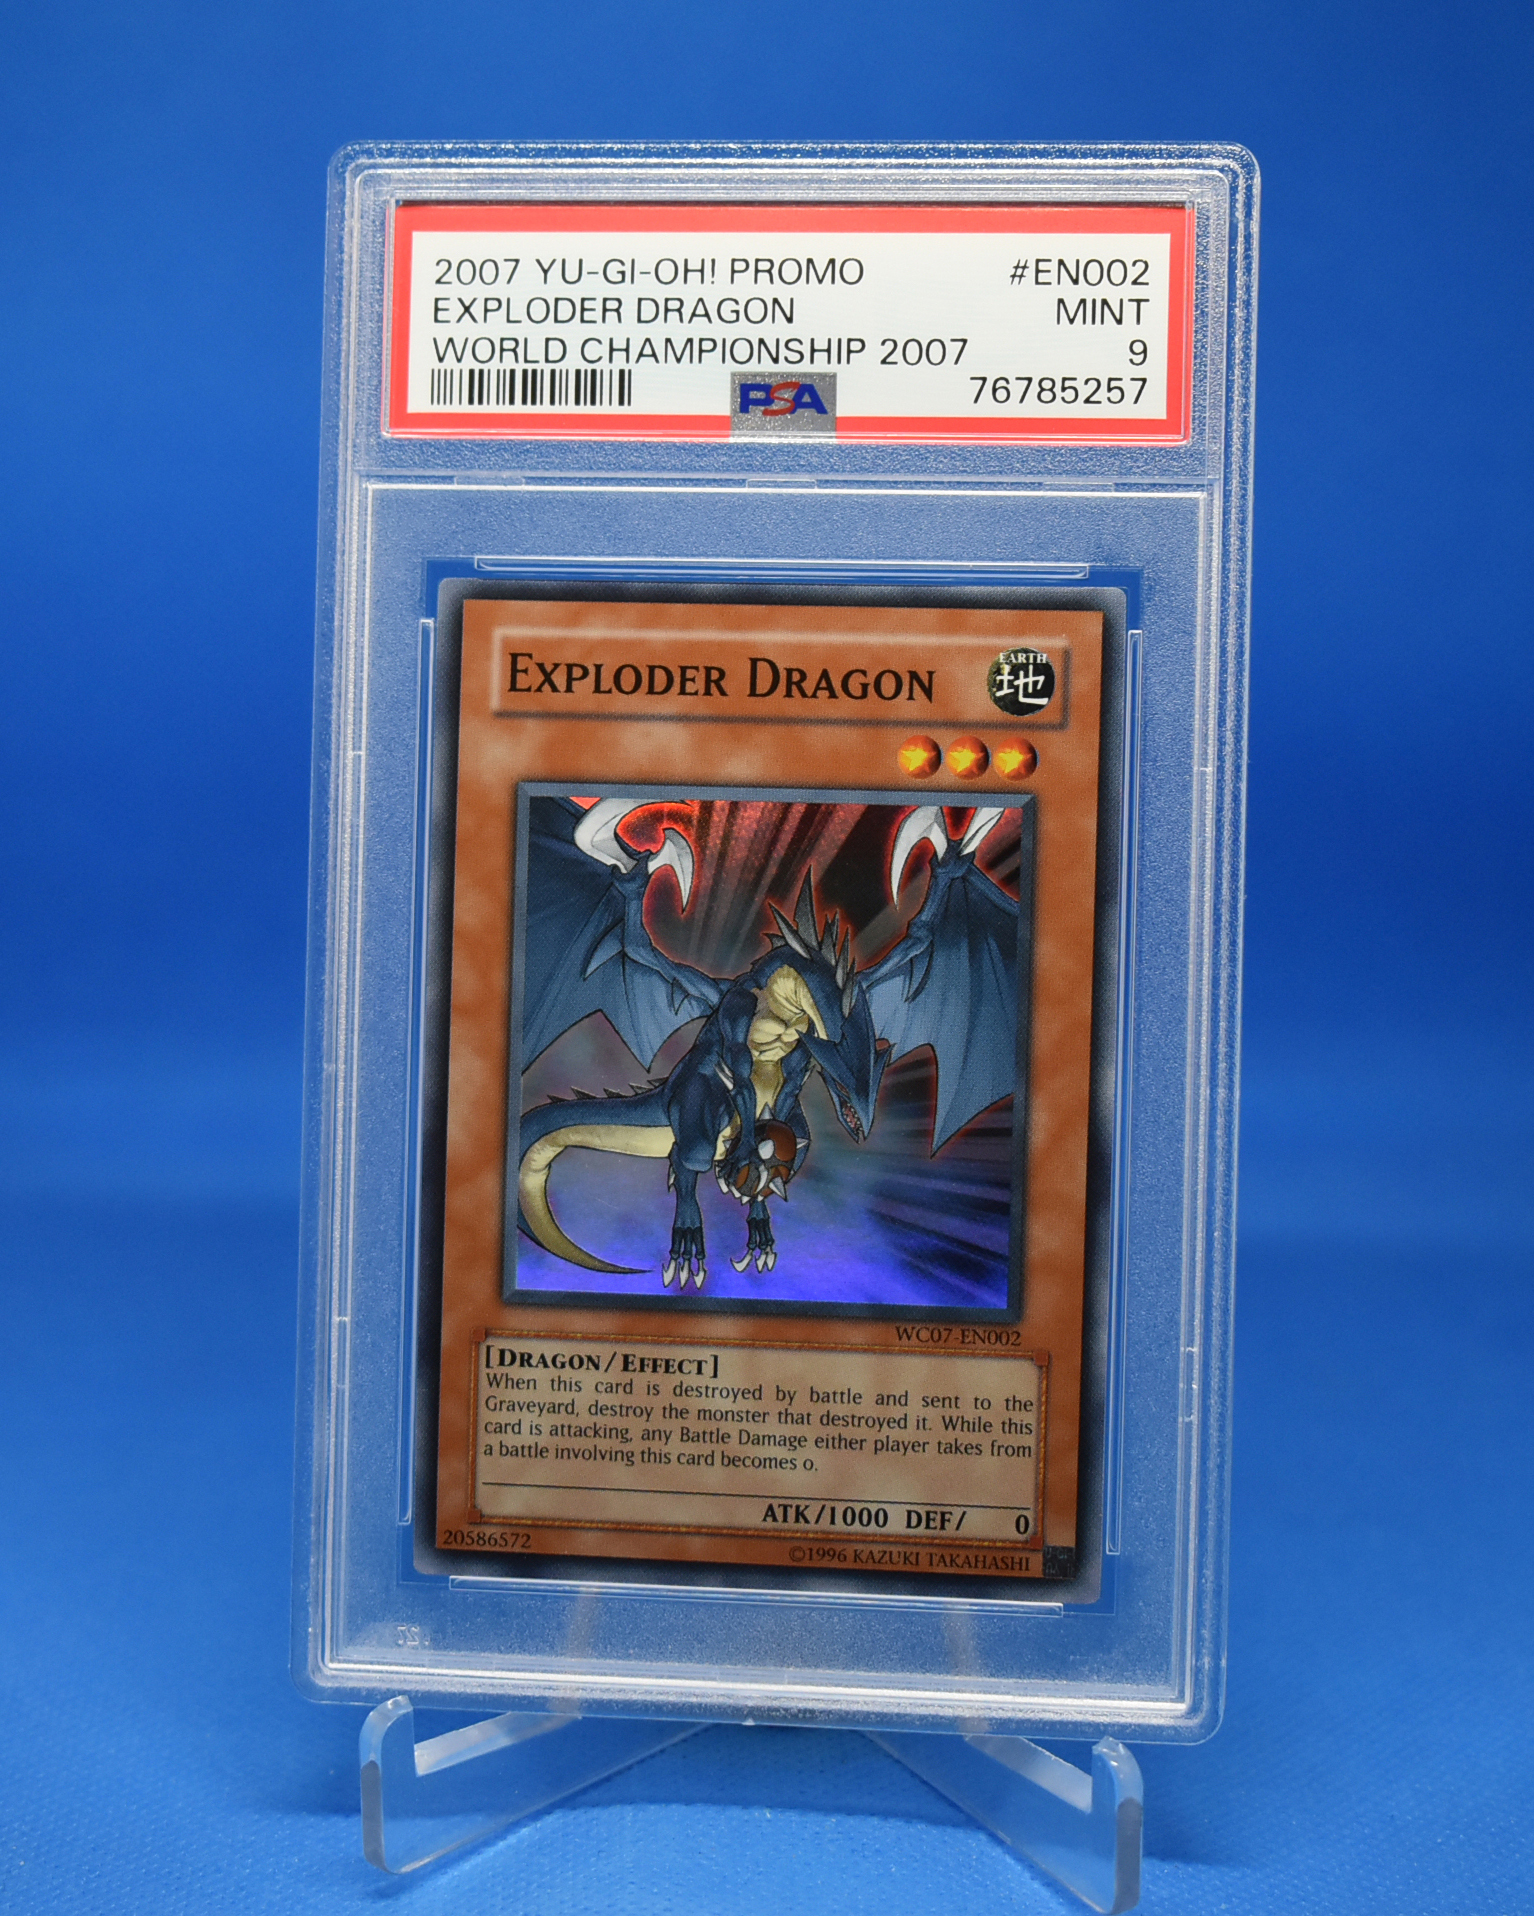 2007 YU-GI-OH! PROMO #EN002
EXPLODER DRAGON MINT
WORLD CHAMPIONSHIP 2007 9
PSA 76785257
EXPLODER DRAGON
EARTH
地
WC07-EN002
[DRAGON/EFFECT]
When this card is destroyed by battle and sent to the
Graveyard, destroy the monster that destroyed it. While this
card is attacking, any Battle Damage either player takes from
a battle involving this card becomes 0.
ATK/1000 DEF/ 0
20586572
©1996 KAZUKI TAKAHASHI